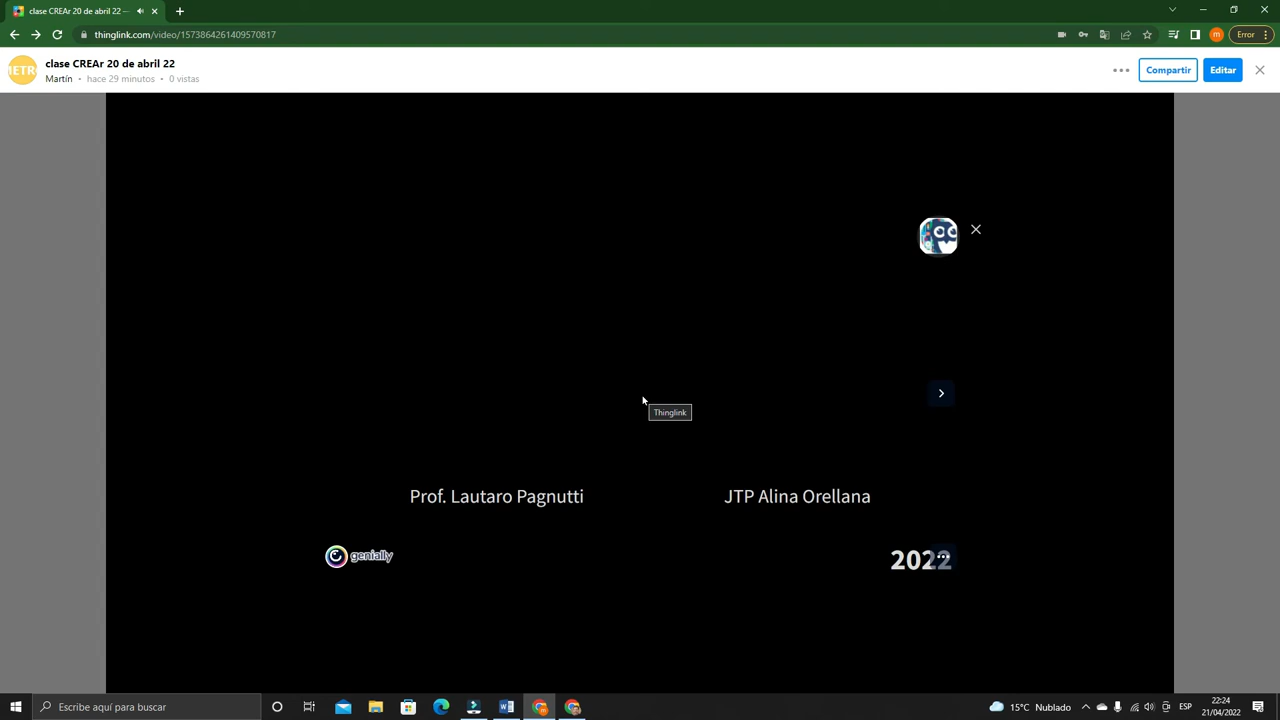 clase CREAr 20 de abril 22 —
thinglink.com/video/1573864261409570817
Error
clase CREAr 20 de abril 22
Martín • hace 29 minutos • 0 vistas
Compartir
Editar
Thinglink
Prof. Lautaro Pagnutti
JTP Alina Orellana
genially
2022
Escribe aquí para buscar
15°C Nublado
ESP
22:24
21/04/2022